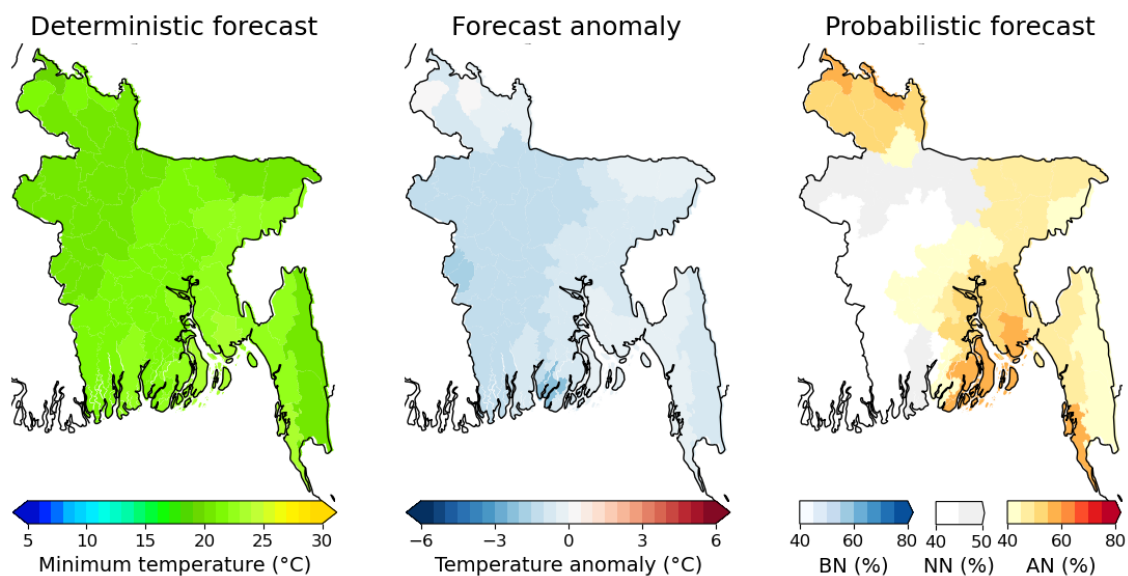 Deterministic forecast
Forecast anomaly
Probabilistic forecast
5 10 15 20 25 30
Minimum temperature (°C)
−6 −3 0 3 6
Temperature anomaly (°C)
40 60 80
BN (%)
40 50
NN (%)
40 60 80
AN (%)